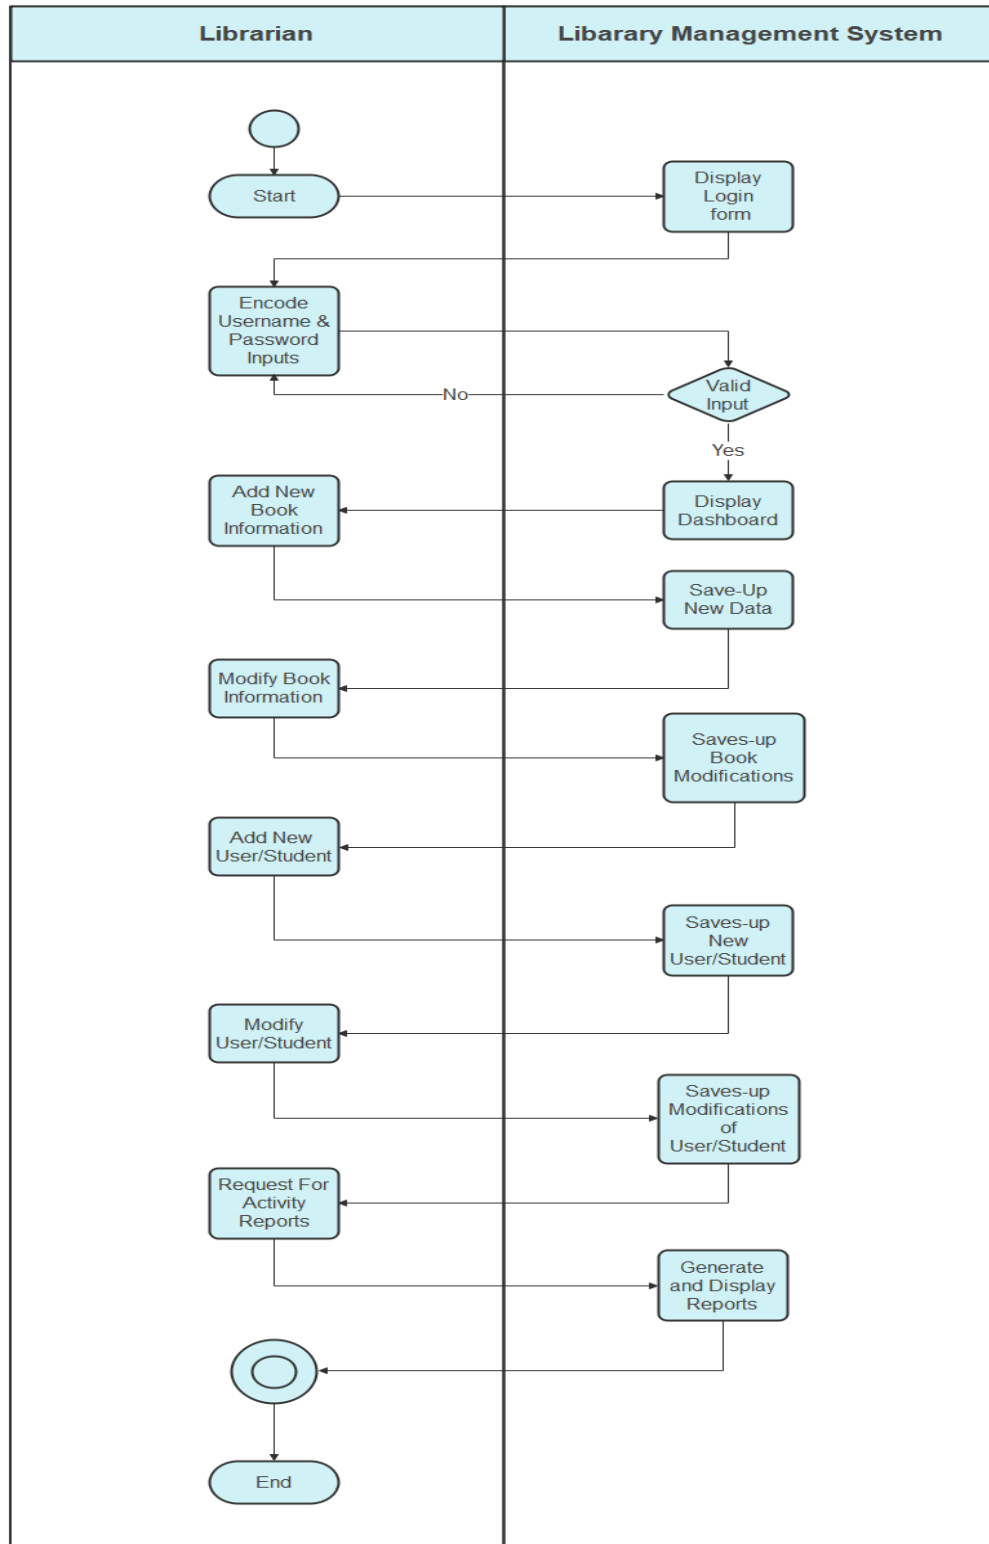 Librarian
Libarary Management System
Start
Display
Login
form
Encode
Username &
Password
Inputs
Valid
Input
No
Yes
Add New
Book
Information
Display
Dashboard
Save-Up
New Data
Modify Book
Information
Saves-up
Book
Modifications
Add New
User/Student
Saves-up
New
User/Student
Modify
User/Student
Saves-up
Modifications
of
User/Student
Request For
Activity
Reports
Generate
and Display
Reports
End